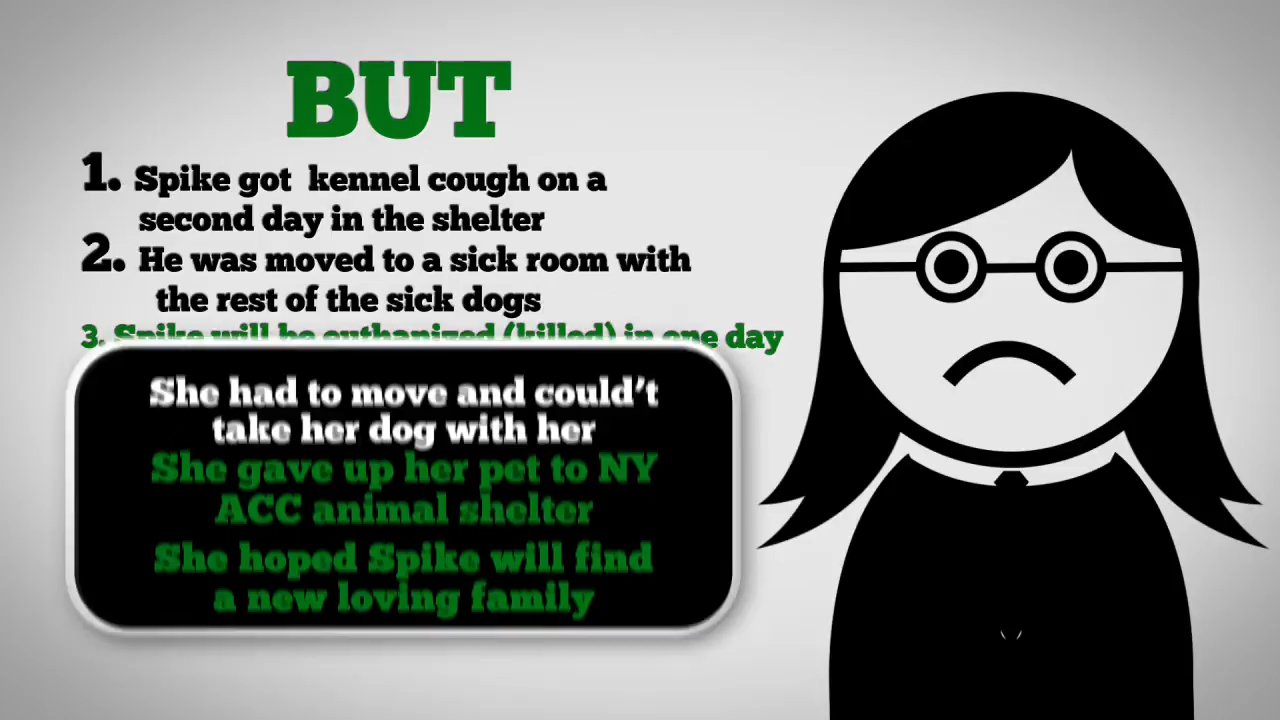 BUT
1. Spike got kennel cough on a
second day in the shelter
2. He was moved to a sick room with
the rest of the sick dogs
3. Spike will be euthanized (killed) in one day
She had to move and could't
take her dog with her
She gave up her pet to NY
ACC animal shelter
She hoped Spike will find
a new loving family